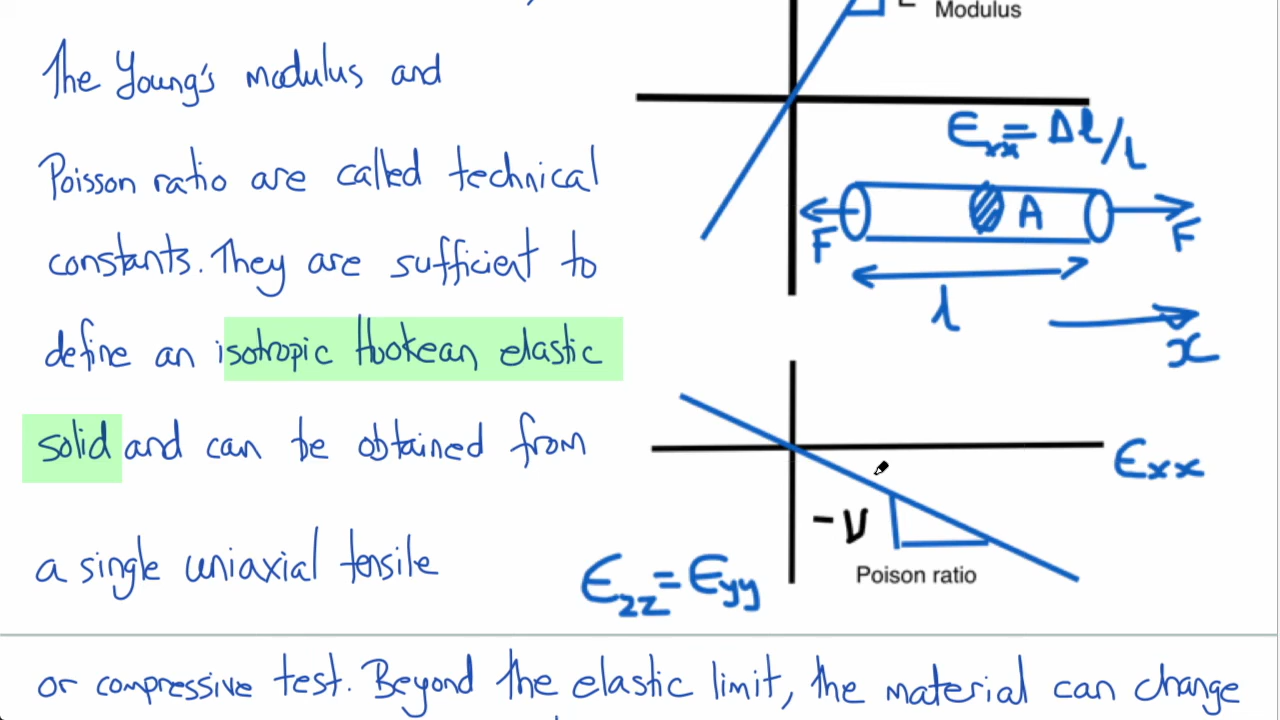 Modulus
The Young's modulus and
Poisson ratio are called technical
constants. They are sufficient to
define an isotropic Hookean elastic
solid and can be obtained from
a single uniaxial tensile
or compressive test. Beyond the elastic limit, the material can change
Exx = Δl/L
A
F
F
l
x
Exx
-ν
Poison ratio
Ezz = Eyy